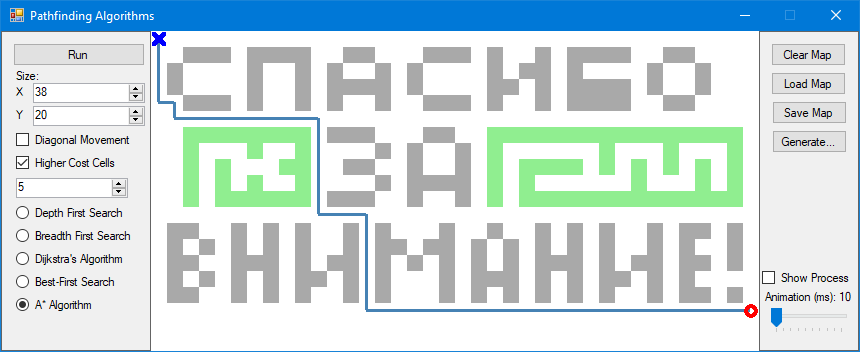 Pathfinding Algorithms
Run
Size:
X 38
Y 20
Diagonal Movement
Higher Cost Cells
5
Depth First Search
Breadth First Search
Dijkstra's Algorithm
Best-First Search
A* Algorithm
СПАСИБО
ЗА
ВНИМАНИЕ!
Clear Map
Load Map
Save Map
Generate...
Show Process
Animation (ms): 10